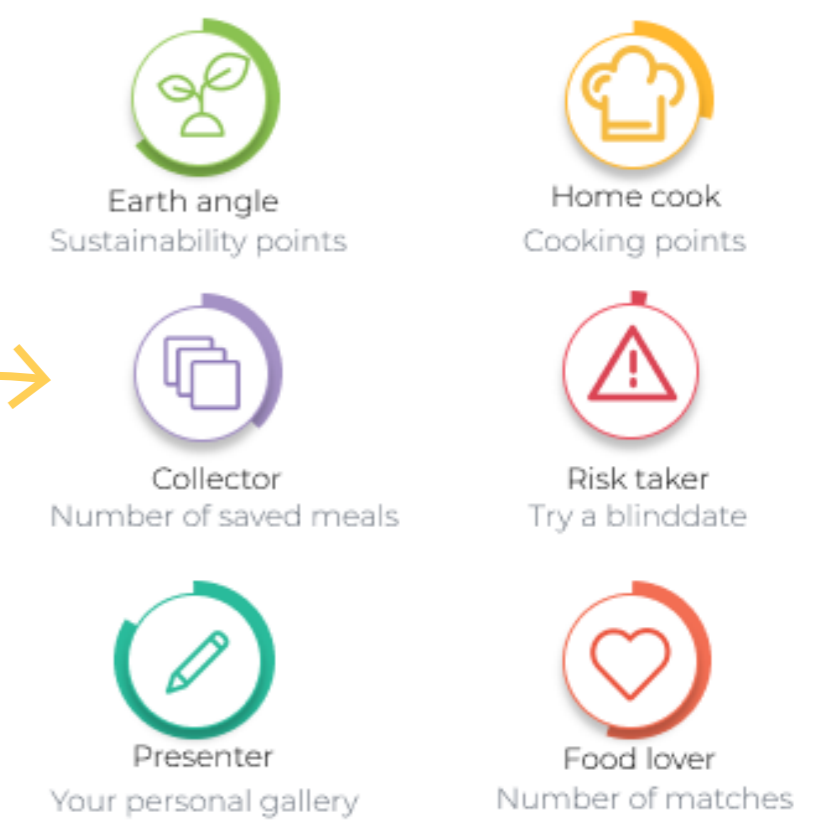 Earth angle
Sustainability points
Home cook
Cooking points
Collector
Number of saved meals
Risk taker
Try a blinddate
Presenter
Your personal gallery
Food lover
Number of matches